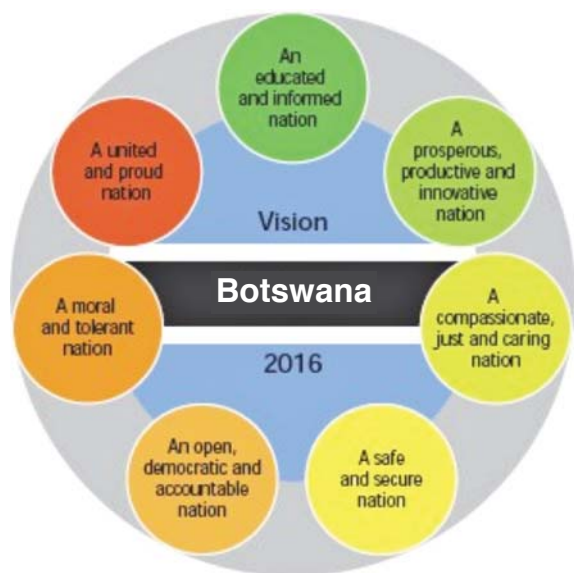 An
educated
and informed
nation
A
prosperous,
productive and
innovative
nation
A united
and proud
nation
Vision
Botswana
2016
A
compassionate,
just and caring
nation
A moral
and tolerant
nation
An open,
democratic and
accountable
nation
A safe
and secure
nation